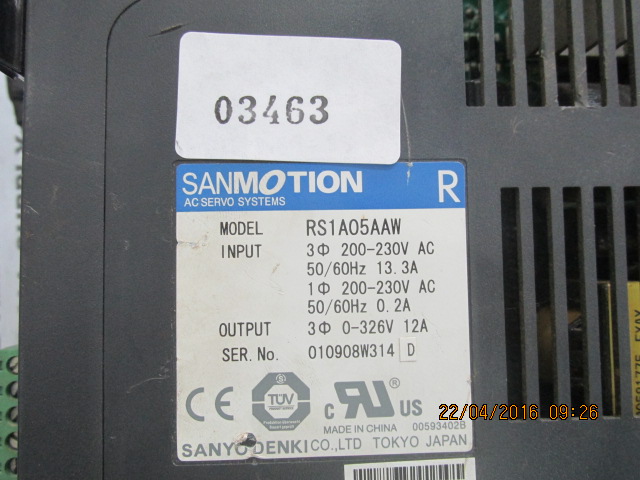 03463
SANMOTION R
AC SERVO SYSTEMS
MODEL RS1A05AAW
INPUT 3Φ 200-230V AC
50/60Hz 13.3A
1Φ 200-230V AC
50/60Hz 0.2A
OUTPUT 3Φ 0-326V 12A
SER.No. 010908W314 D
CE TÜV c RU US
MADE IN CHINA 00593402B
SANYO DENKI CO.,LTD TOKYO JAPAN
22/04/2016 09:26